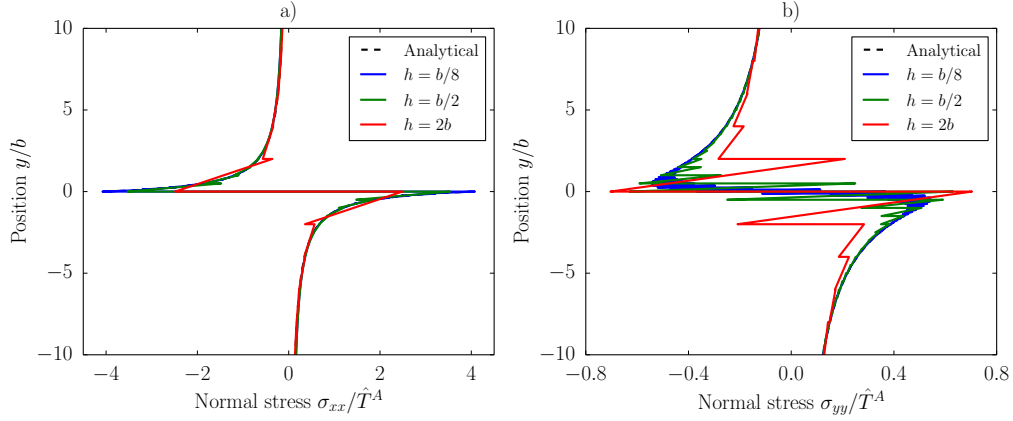 a)
10
5
0
−5
−10
Position y/b
−4 −2 0 2 4
Normal stress σxx/T̂^A
Analytical
h = b/8
h = b/2
h = 2b
b)
10
5
0
−5
−10
Position y/b
−0.8 −0.4 0.0 0.4 0.8
Normal stress σyy/T̂^A
Analytical
h = b/8
h = b/2
h = 2b